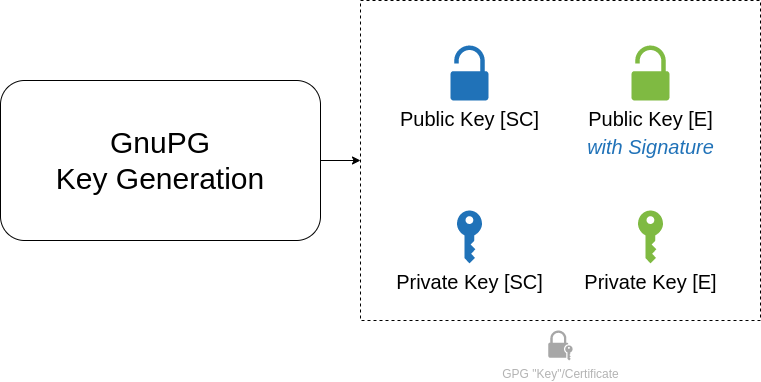 GnuPG
Key Generation
Public Key [SC]
Public Key [E]
with Signature
Private Key [SC]
Private Key [E]
GPG "Key"/Certificate